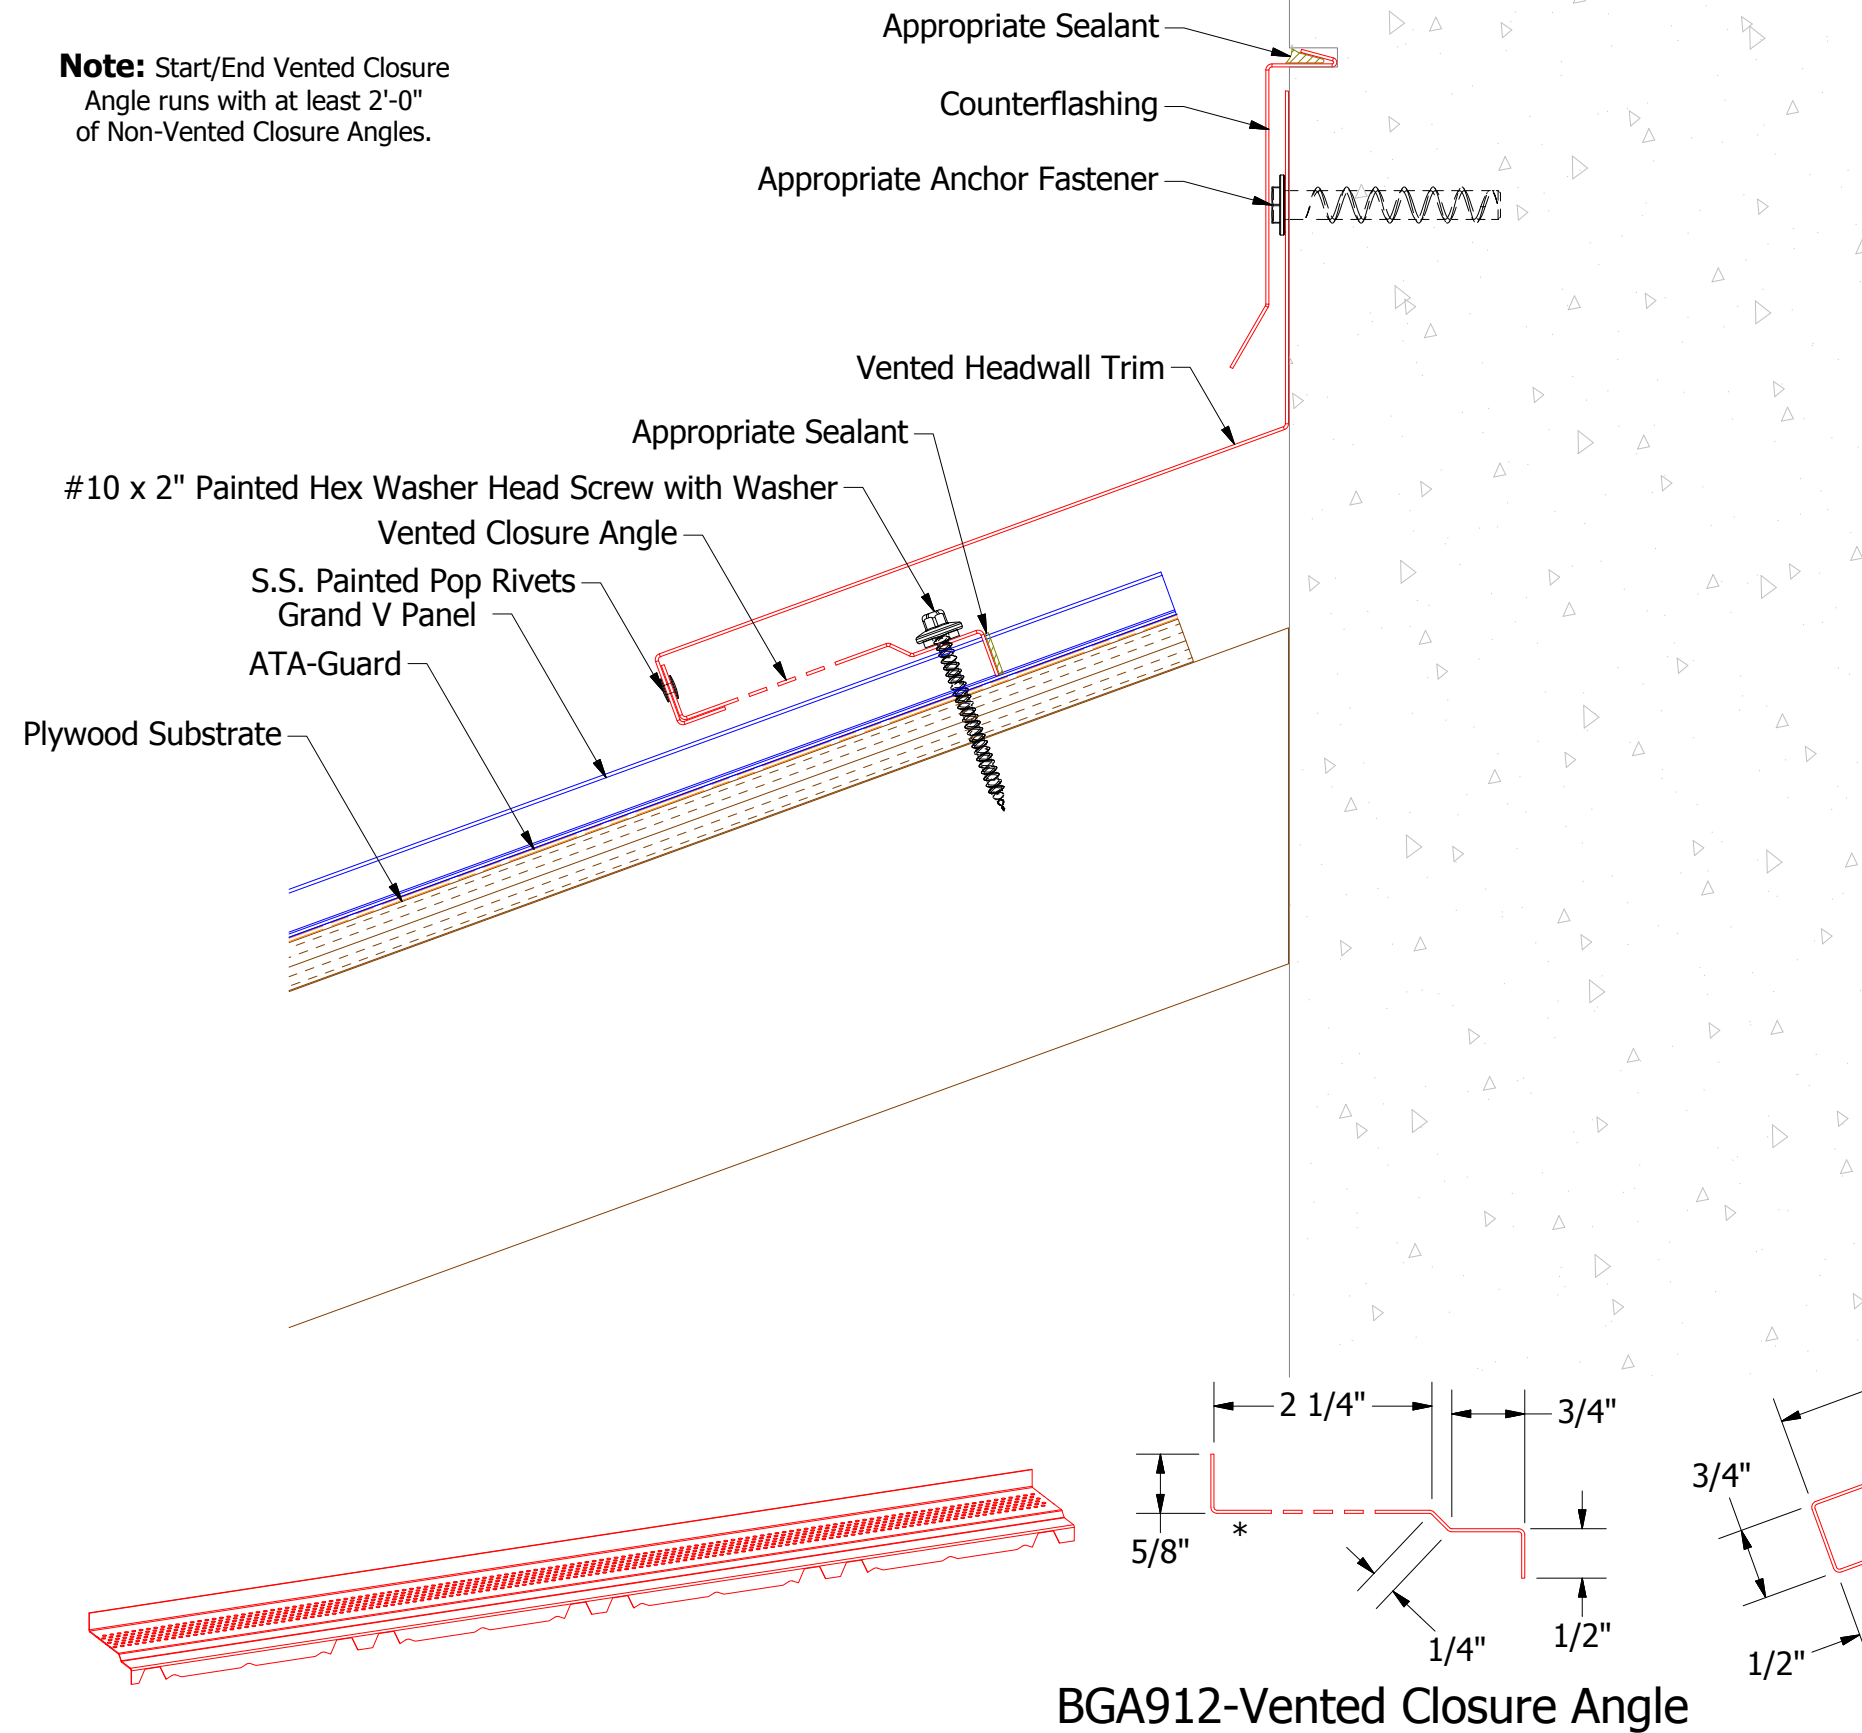 Note: Start/End Vented Closure
Angle runs with at least 2'-0"
of Non-Vented Closure Angles.
Appropriate Sealant
Counterflashing
Appropriate Anchor Fastener
Vented Headwall Trim
Appropriate Sealant
#10 x 2" Painted Hex Washer Head Screw with Washer
Vented Closure Angle
S.S. Painted Pop Rivets
Grand V Panel
ATA-Guard
Plywood Substrate
2 1/4"
3/4"
5/8"
*
1/4"
1/2"
3/4"
1/2"
BGA912-Vented Closure Angle